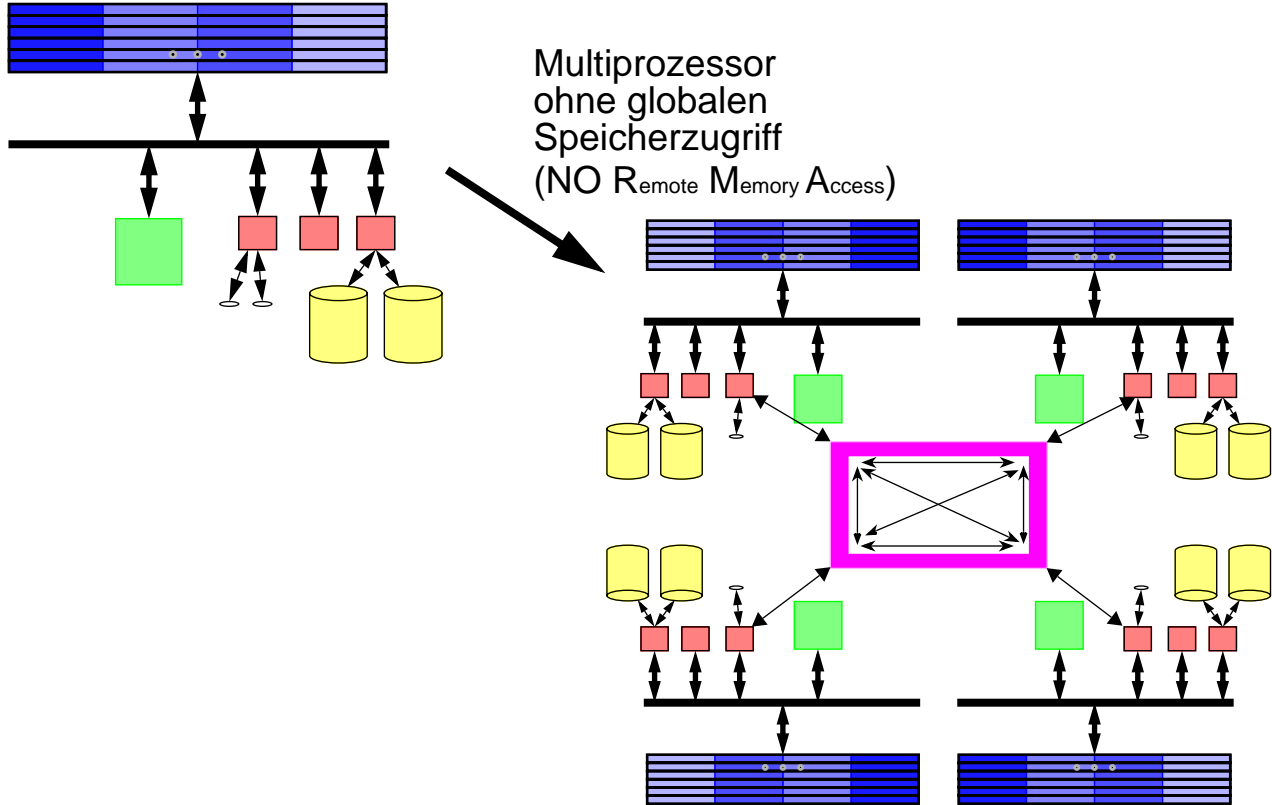 Multiprozessor
ohne globalen
Speicherzugriff
(NO Remote Memory Access)